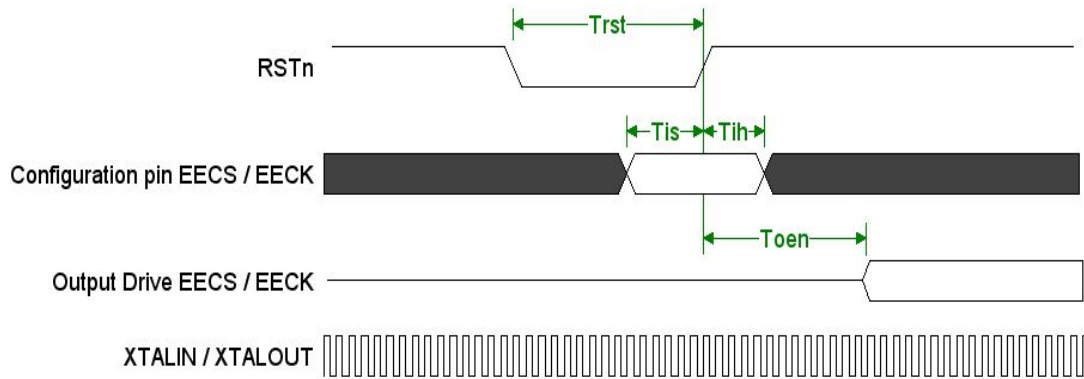 Trst
RSTn
Tis Tih
Configuration pin EECS / EECK
Toen
Output Drive EECS / EECK
XTALIN / XTALOUT